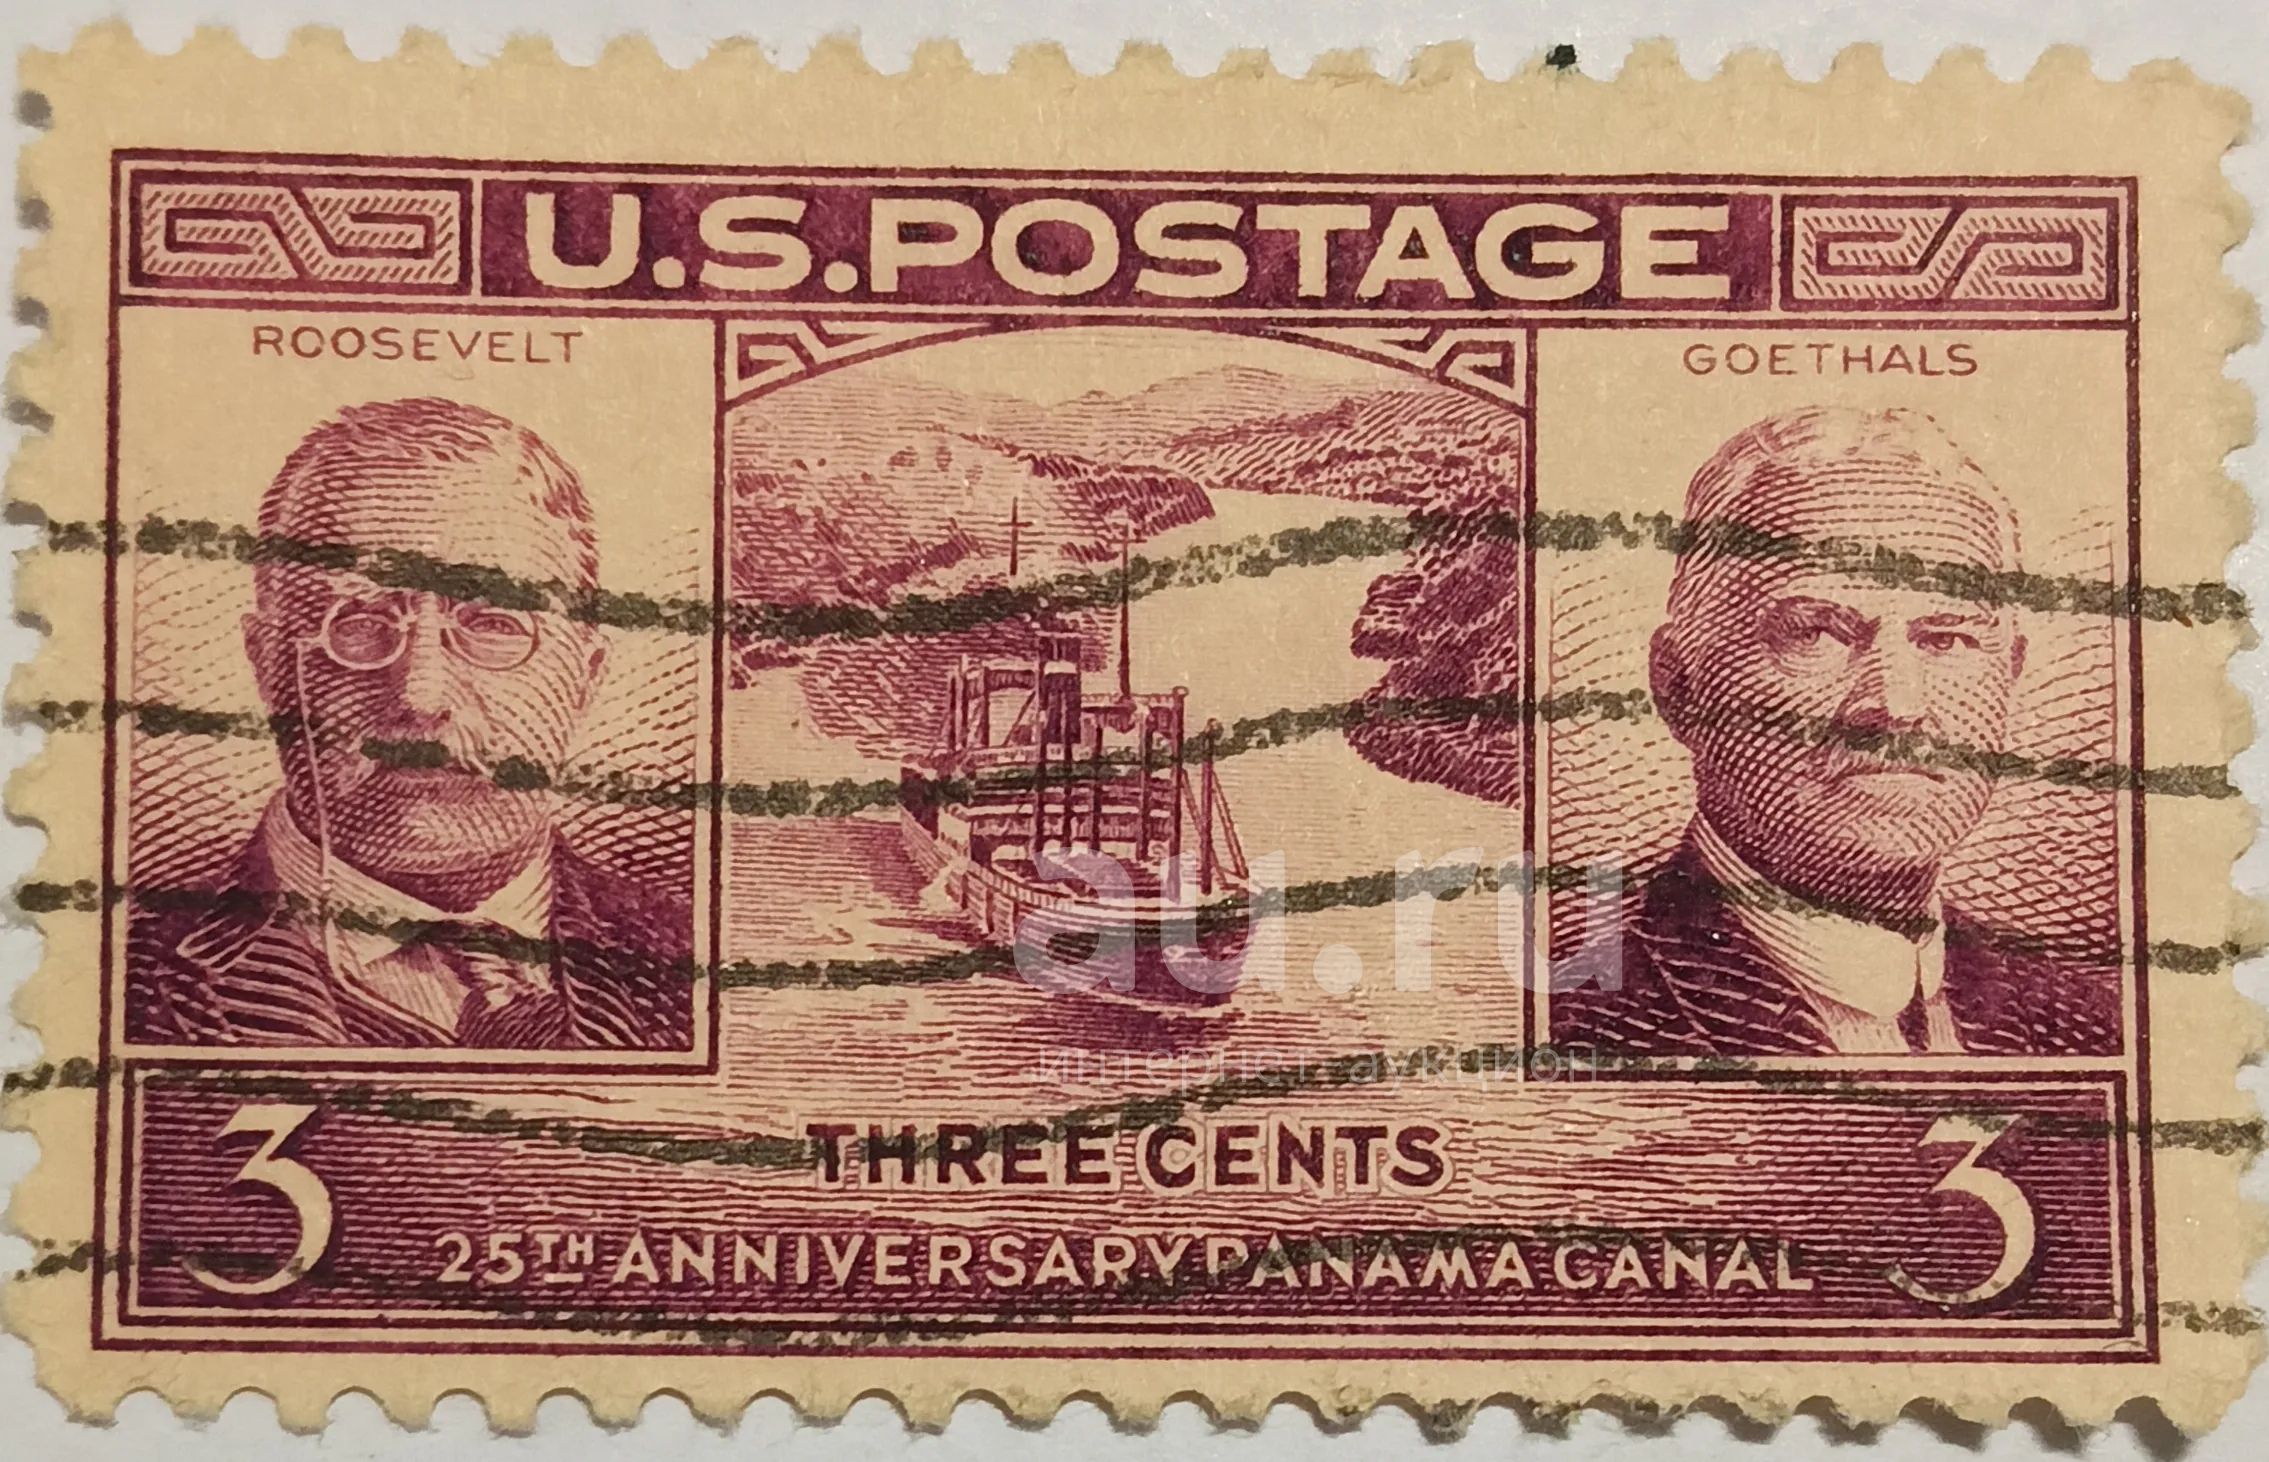 U.S.POSTAGE
ROOSEVELT
GOETHALS
au.ru
интернет аукцион
THREE CENTS
3
3
25TH ANNIVERSARY PANAMA CANAL